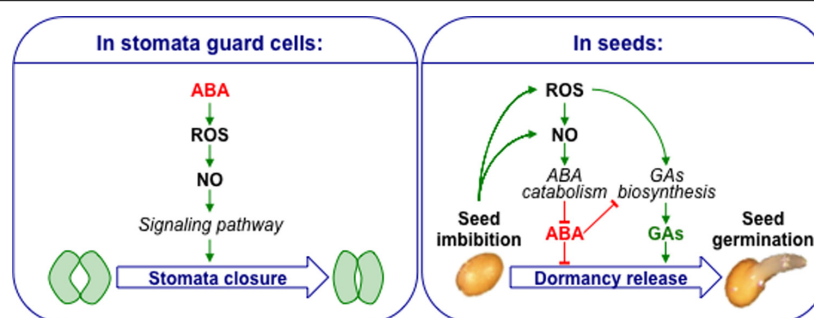 In stomata guard cells:
ABA
ROS
NO
Signaling pathway
Stomata closure
In seeds:
ROS
NO
ABA
catabolism
GAs
biosynthesis
Seed
imbibition
ABA
GAs
Seed
germination
Dormancy release